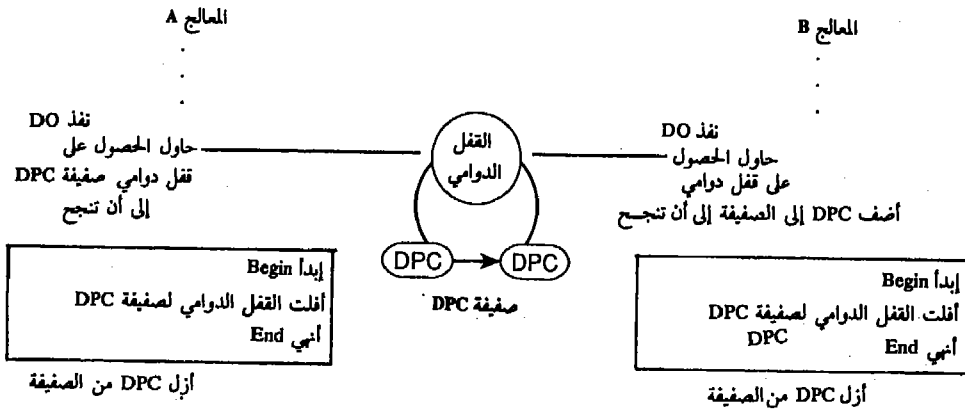 المعالج A
نفذ DO
حاول الحصول على
قفل دوامي صفيفة DPC
إلى أن تنجح
إبدأ Begin
أفلت القفل الدوامي لصفيفة DPC
أنهي End
أزل DPC من الصفيفة
القفل
الدوامي
DPC
DPC
صفيفة DPC
المعالج B
نفذ DO
حاول الحصول
على قفل دوامي
أضف DPC إلى الصفيفة إلى أن تنجح
إبدأ Begin
أفلت القفل الدوامي لصفيفة DPC
أنهي End DPC
أزل DPC من الصفيفة